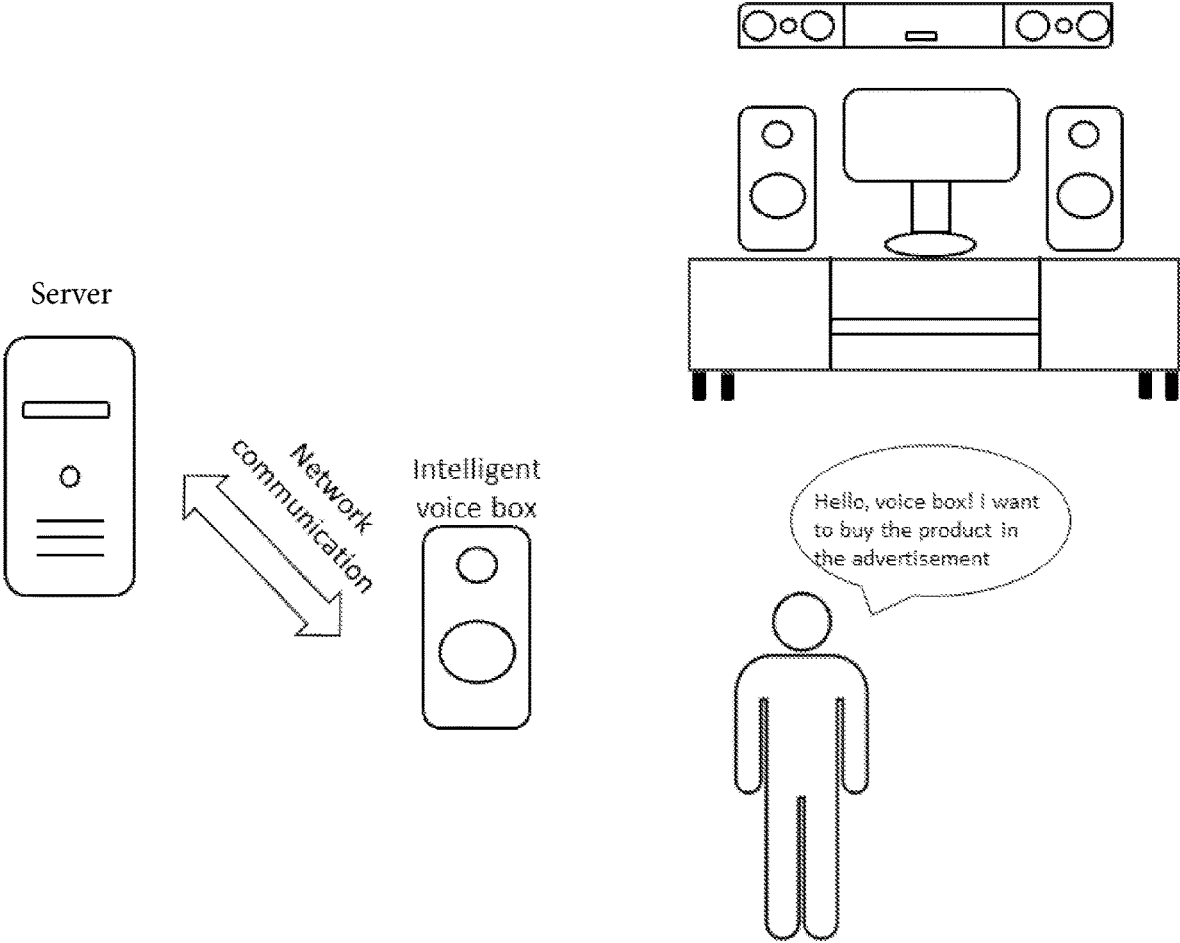 Server
Network
communication
Intelligent
voice box
Hello, voice box! I want
to buy the product in
the advertisement